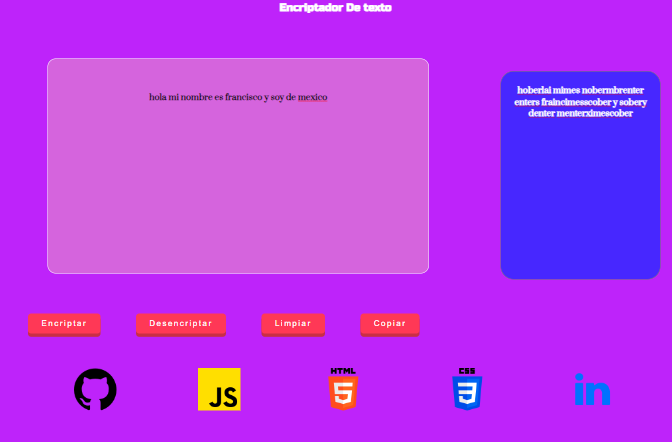 Encriptador De texto
hola mi nombre es francisco y soy de mexico
hoberlai mimes nobermbrenter
enters fraincimesscober y sobery
denter menterximescober
Encriptar
Desencriptar
Limpiar
Copiar
JS
HTML
5
CSS
3
in